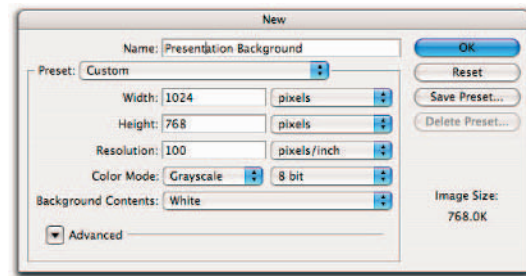 New
Name: Presentation Background
OK
Preset: Custom
Reset
Width: 1024 pixels
Save Preset...
Height: 768 pixels
Delete Preset...
Resolution: 100 pixels/inch
Color Mode: Grayscale 8 bit
Background Contents: White
Image Size:
768.0K
Advanced